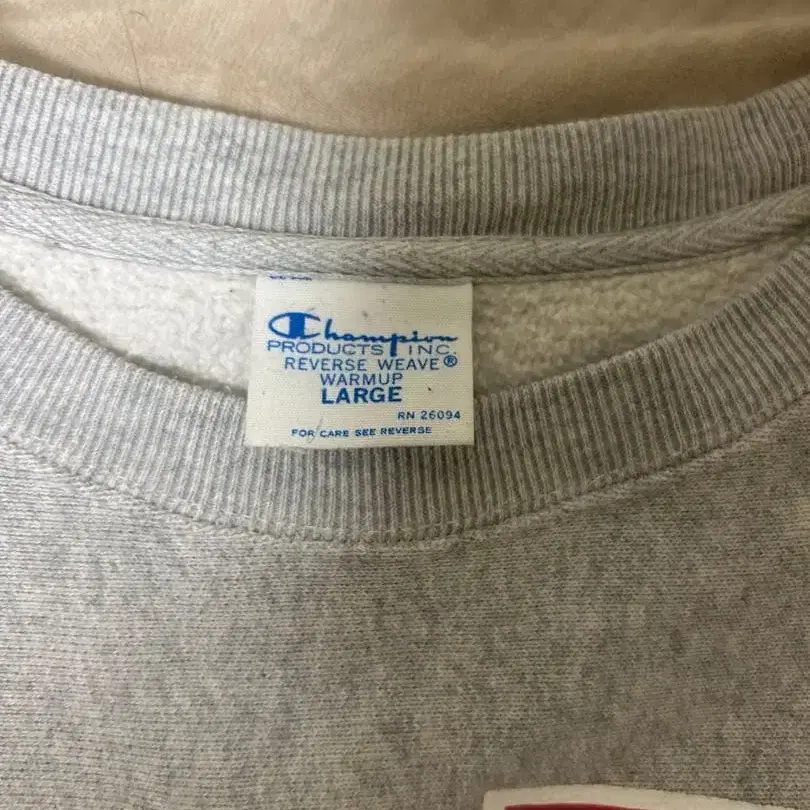 Champion
PRODUCTS INC.
REVERSE WEAVE®
WARMUP
LARGE
RN 26094
FOR CARE SEE REVERSE